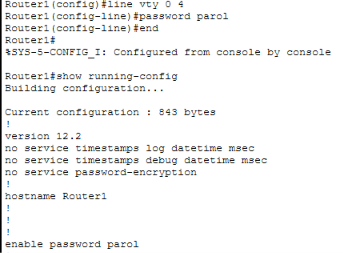 Router1(config)#line vty 0 4
Router1(config-line)#password parol
Router1(config-line)#end
Router1#
%SYS-5-CONFIG_I: Configured from console by console
Router1#show running-config
Building configuration...
Current configuration : 843 bytes
!
version 12.2
no service timestamps log datetime msec
no service timestamps debug datetime msec
no service password-encryption
!
hostname Router1
!
!
!
enable password parol